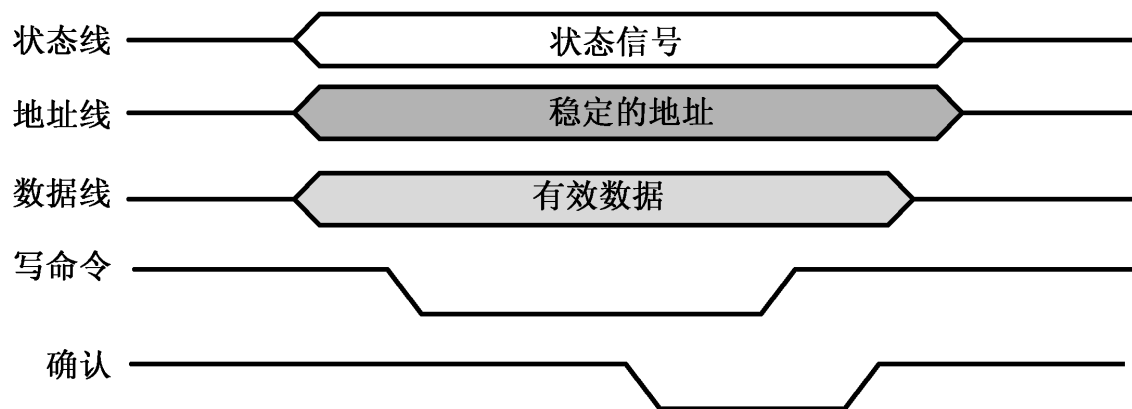 状态线 状态信号
地址线 稳定的地址
数据线 有效数据
写命令
确认